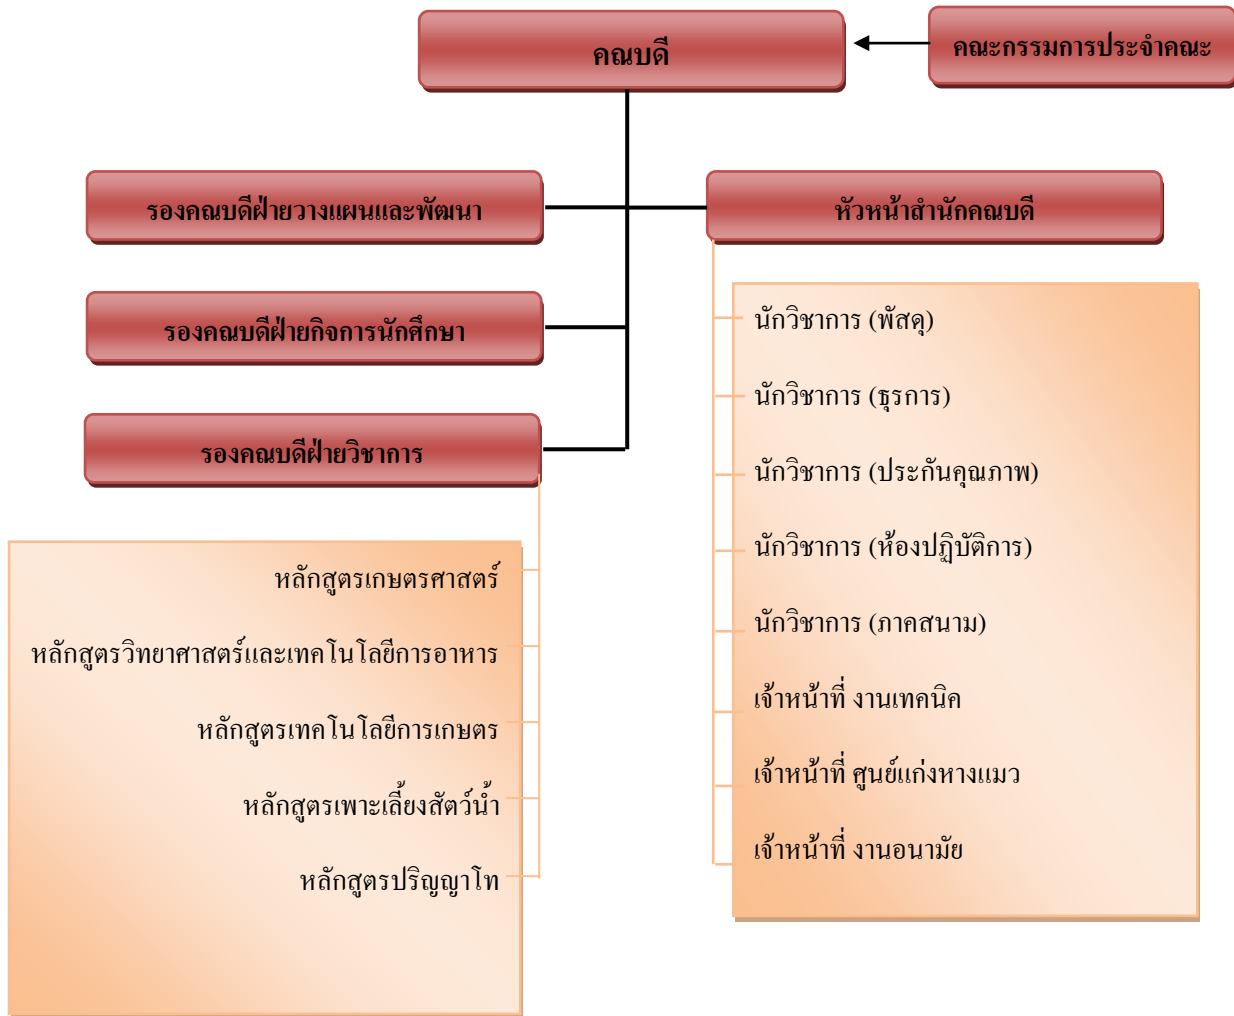 คณบดี
คณะกรรมการประจำคณะ
รองคณบดีฝ่ายวางแผนและพัฒนา
หัวหน้าสำนักคณบดี
รองคณบดีฝ่ายกิจการนักศึกษา
รองคณบดีฝ่ายวิชาการ
หลักสูตรเกษตรศาสตร์
หลักสูตรวิทยาศาสตร์และเทคโนโลยีการอาหาร
หลักสูตรเทคโนโลยีการเกษตร
หลักสูตรเพาะเลี้ยงสัตว์น้ำ
หลักสูตรปริญญาโท
นักวิชาการ (พัสดุ)
นักวิชาการ (ธุรการ)
นักวิชาการ (ประกันคุณภาพ)
นักวิชาการ (ห้องปฏิบัติการ)
นักวิชาการ (ภาคสนาม)
เจ้าหน้าที่ งานเทคนิค
เจ้าหน้าที่ ศูนย์แก่งหางแมว
เจ้าหน้าที่ งานอนามัย